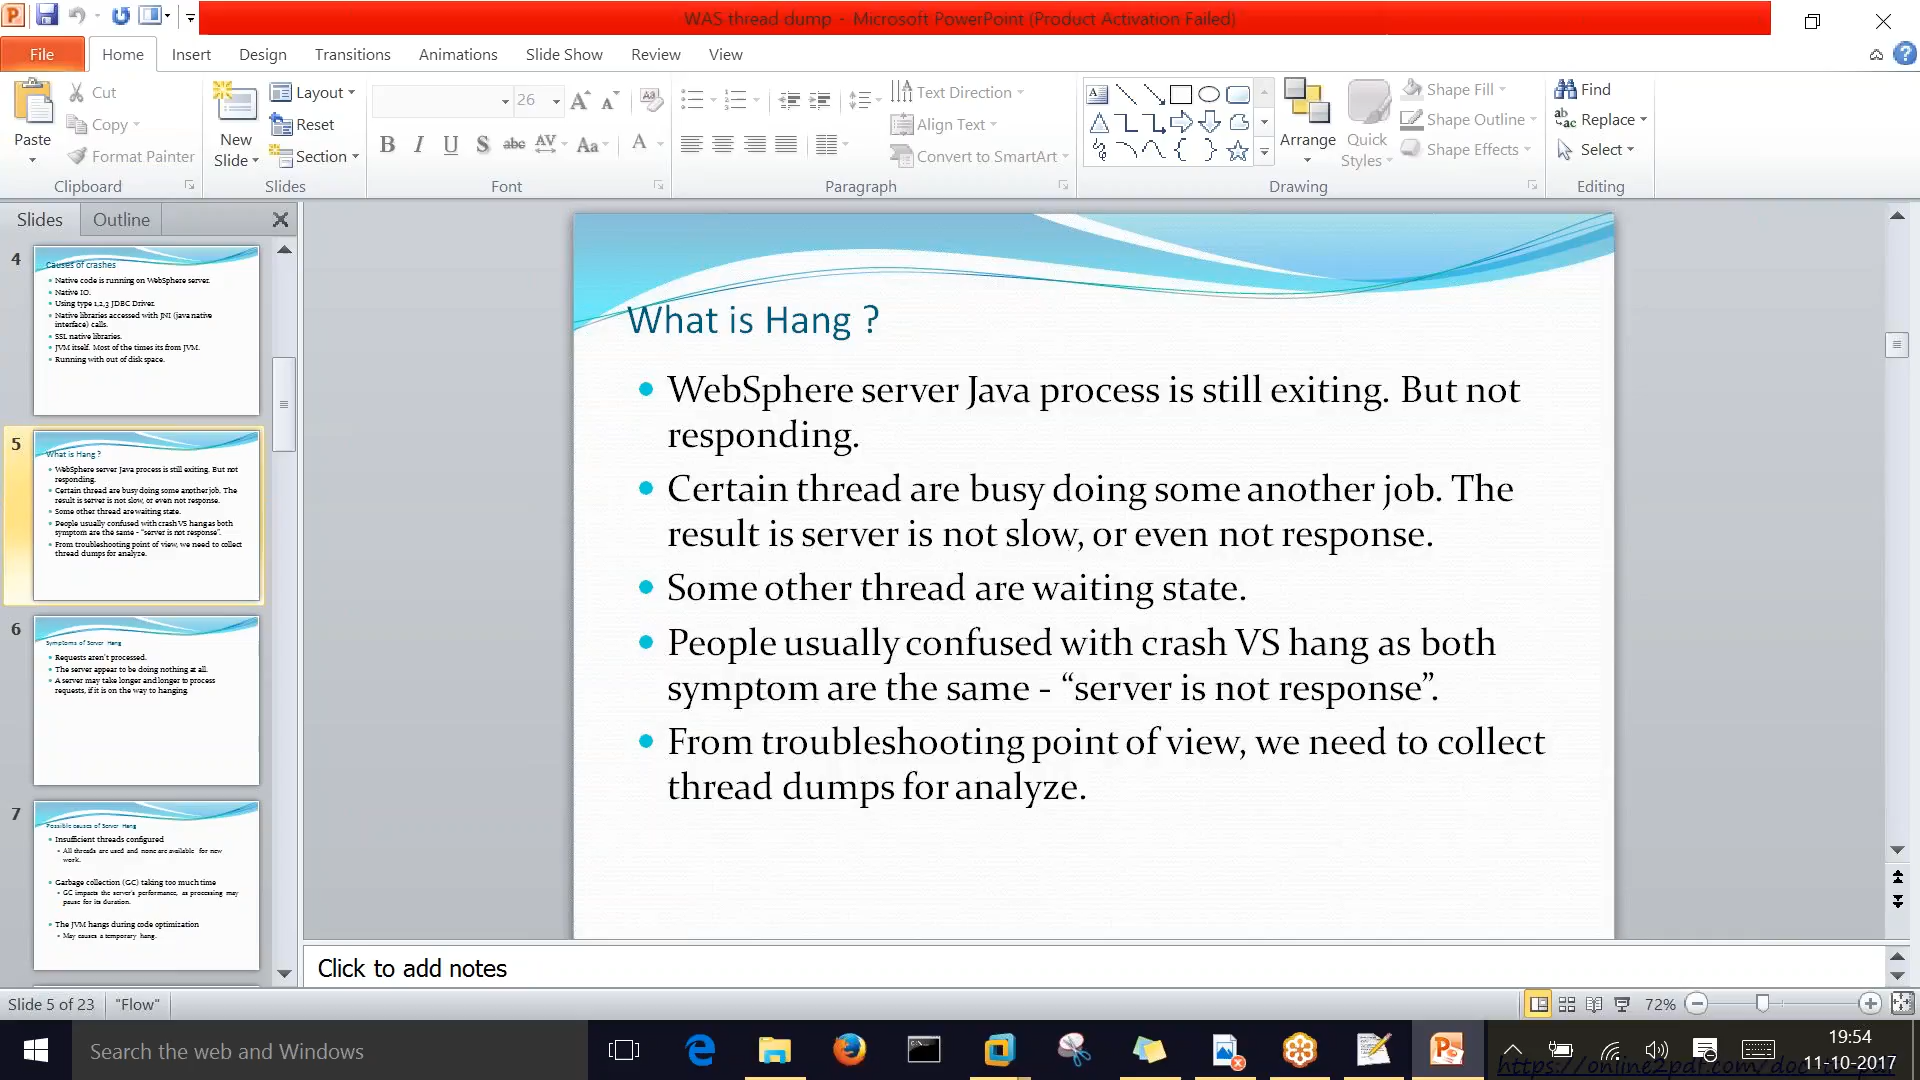 WAS thread dump - Microsoft PowerPoint (Product Activation Failed)
File Home Insert Design Transitions Animations Slide Show Review View
Paste
Cut
Copy
Format Painter
Clipboard
New
Slide
Layout
Reset
Section
Slides
26
B I U S abc AV Aa A
Font
Text Direction
Align Text
Convert to SmartArt
Paragraph
Arrange
Quick
Styles
Shape Fill
Shape Outline
Shape Effects
Drawing
Find
Replace
Select
Editing
Slides Outline
4
Causes of crashes
Native code is running on WebSphere server.
Native IO.
Using type 1,2,3 JDBC Driver.
Native libraries accessed with JNI (java native
interface) calls.
SSL native libraries.
JVM itself. Most of the times its from JVM.
Running with out of disk space.
5
What is Hang ?
WebSphere server Java process is still exiting. But not
responding.
Certain thread are busy doing some another job. The
result is server is not slow, or even not response.
Some other thread are waiting state.
People usually confused with crash VS hang as both
symptom are the same - "server is not response".
From troubleshooting point of view, we need to collect
thread dumps for analyze.
6
Symptoms of Server Hang
Requests aren't processed.
The server appear to be doing nothing at all.
A server may take longer and longer to process
requests, if it is on the way to hanging.
7
Possible causes of Server Hang
Insufficient threads configured
All threads are used and none are available for new
work.
Garbage collection (GC) taking too much time
GC impacts the server's performance, as processing may
pause for its duration.
The JVM hangs during code optimization
May causes a temporary hang.
What is Hang ?
WebSphere server Java process is still exiting. But not
responding.
Certain thread are busy doing some another job. The
result is server is not slow, or even not response.
Some other thread are waiting state.
People usually confused with crash VS hang as both
symptom are the same - “server is not response”.
From troubleshooting point of view, we need to collect
thread dumps for analyze.
Click to add notes
Slide 5 of 23 "Flow" 72%
Search the web and Windows
19:54
11-10-2017